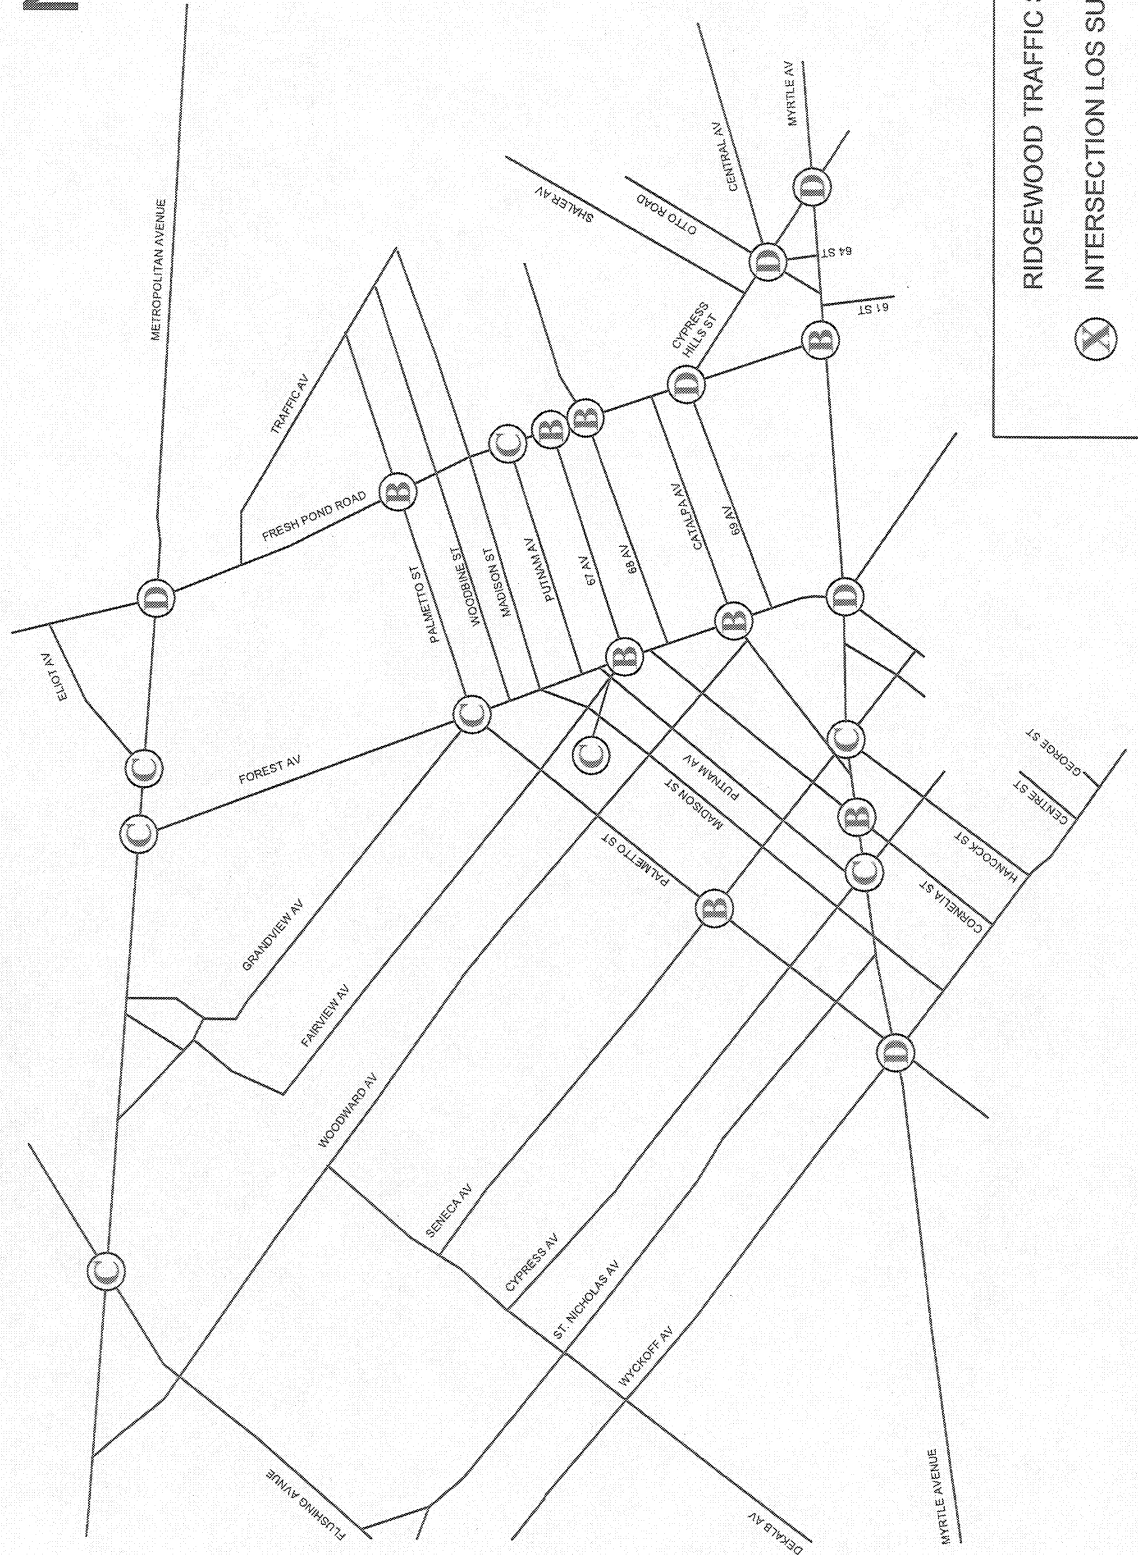 METROPOLITAN AVENUE
ELIOT AV
D
C
C
C
FOREST AV
FRESH POND ROAD
TRAFFIC AV
GRANDVIEW AV
FAIRVIEW AV
WOODWARD AV
SENECA AV
CYPRESS AV
ST. NICHOLAS AV
WYCKOFF AV
FLUSHING AVNUE
DEKALB AV
MYRTLE AVENUE
PALMETTO ST
WOODBINE ST
MADISON ST
PUTNAM AV
67 AV
68 AV
CATALPA AV
69 AV
B
C
B
B
D
B
C
B
B
D
C
PALMETTO ST
MADISON ST
PUTNAM AV
B
C
B
C
D
CORNELIA ST
HANCOCK ST
CENTRE ST
GEORGE ST
SHALER AV
OTTO ROAD
CENTRAL AV
MYRTLE AV
CYPRESS
HILLS ST
64 ST
61 ST
D
D
RIDGEWOOD TRAFFIC
X INTERSECTION LOS